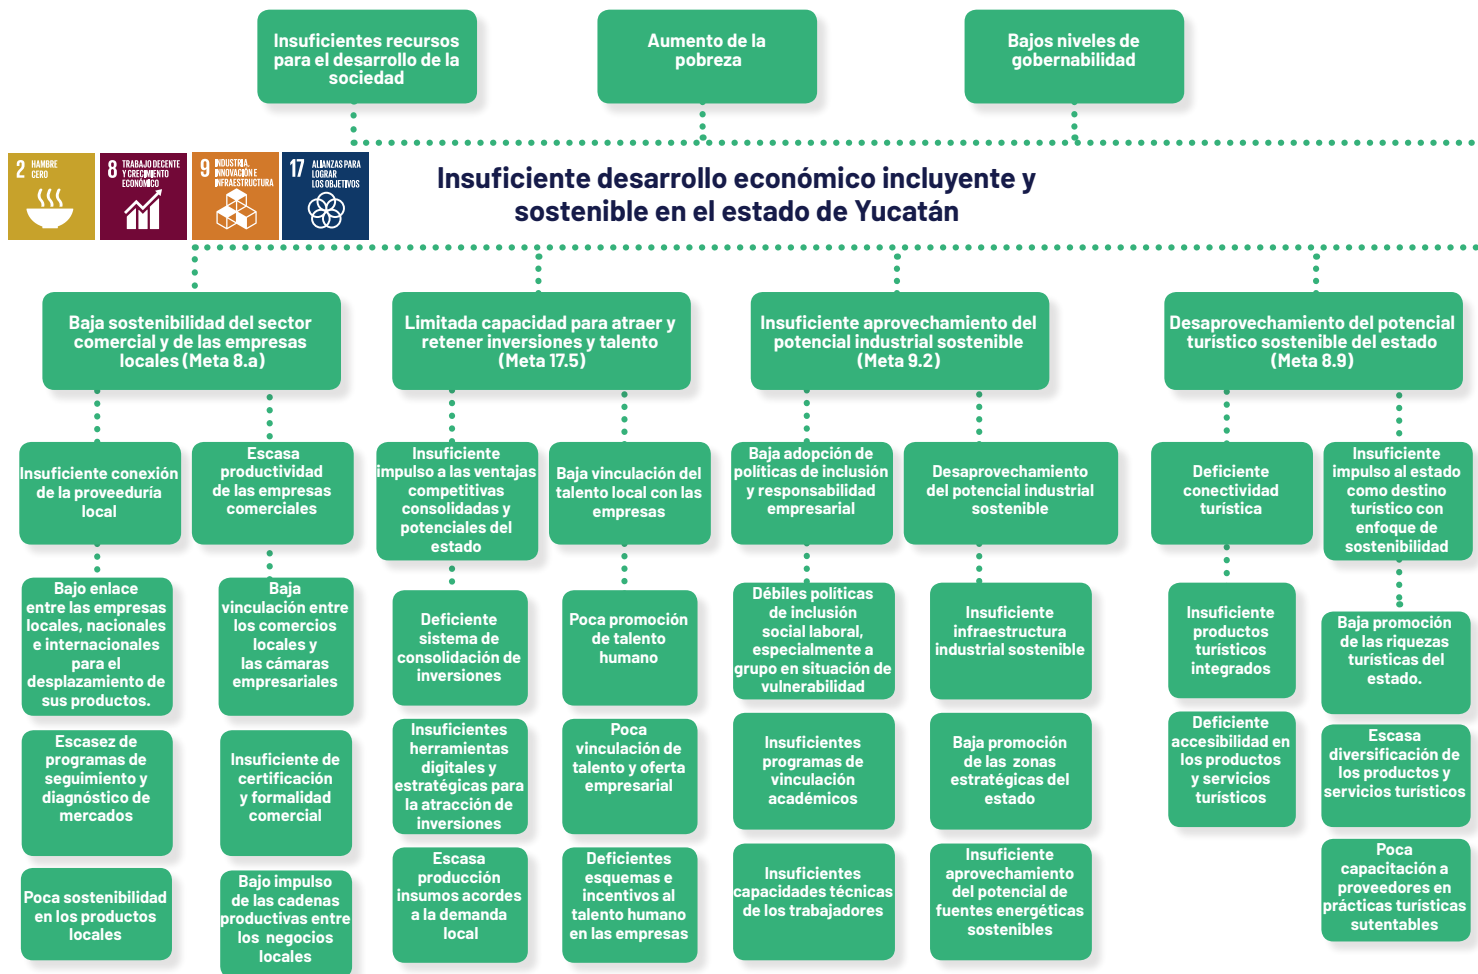 Insuficientes recursos
para el desarrollo de la
sociedad
Aumento de la
pobreza
Bajos niveles de
gobernabilidad
2 HAMBRE
CERO
8 TRABAJO DECENTE
Y CRECIMIENTO
ECONÓMICO
9 INDUSTRIA,
INNOVACIÓN E
INFRAESTRUCTURA
17 ALIANZAS PARA
LOGRAR
LOS OBJETIVOS
Insuficiente desarrollo económico incluyente y
sostenible en el estado de Yucatán
Baja sostenibilidad del sector
comercial y de las empresas
locales (Meta 8.a)
Limitada capacidad para atraer y
retener inversiones y talento
(Meta 17.5)
Insuficiente aprovechamiento del
potencial industrial sostenible
(Meta 9.2)
Desaprovechamiento del potencial
turístico sostenible del estado
(Meta 8.9)
Insuficiente conexión
de la proveeduría
local
Escasa
productividad
de las empresas
comerciales
Insuficiente
impulso a las ventajas
competitivas
consolidadas y
potenciales del
estado
Baja vinculación del
talento local con las
empresas
Baja adopción de
políticas de inclusión
y responsabilidad
empresarial
Desaprovechamiento
del potencial industrial
sostenible
Deficiente
conectividad
turística
Insuficiente
impulso al estado
como destino
turístico con
enfoque de
sostenibilidad
Bajo enlace
entre las empresas
locales, nacionales
e internacionales
para el
desplazamiento de
sus productos.
Baja
vinculación entre
los comercios
locales y
las cámaras
empresariales
Deficiente
sistema de
consolidación de
inversiones
Poca promoción
de talento
humano
Débiles políticas
de inclusión
social laboral,
especialmente a
grupo en situación de
vulnerabilidad
Insuficiente
infraestructura
industrial sostenible
Insuficiente
productos
turísticos
integrados
Baja promoción
de las riquezas
turísticas del
estado.
Escasez de
programas de
seguimiento y
diagnóstico de
mercados
Insuficiente de
certificación
y formalidad
comercial
Insuficientes
herramientas
digitales y
estratégicas para
la atracción de
inversiones
Poca
vinculación de
talento y oferta
empresarial
Insuficientes
programas de
vinculación
académicos
Baja promoción
de las zonas
estratégicas del
estado
Deficiente
accesibilidad en
los productos
y servicios
turísticos
Escasa
diversificación de
los productos y
servicios turísticos
Poca sostenibilidad
en los productos
locales
Bajo impulso
de las cadenas
productivas entre
los negocios
locales
Escasa
producción
insumos acordes
a la demanda
local
Deficientes
esquemas e
incentivos al
talento humano
en las empresas
Insuficientes
capacidades técnicas
de los trabajadores
Insuficiente
aprovechamiento
del potencial de
fuentes energéticas
sostenibles
Poca
capacitación a
proveedores en
prácticas turísticas
sutentables